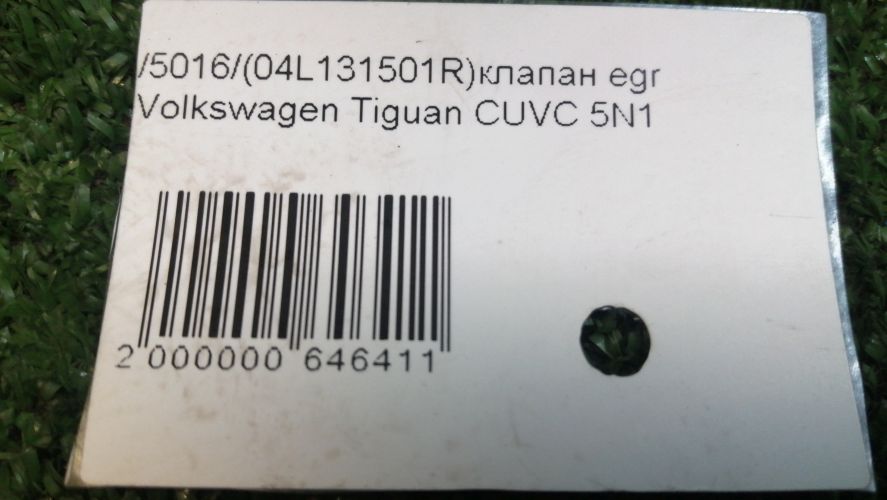 /5016/(04L131501R)клапан egr
Volkswagen Tiguan CUVC 5N1
2 000000 646411